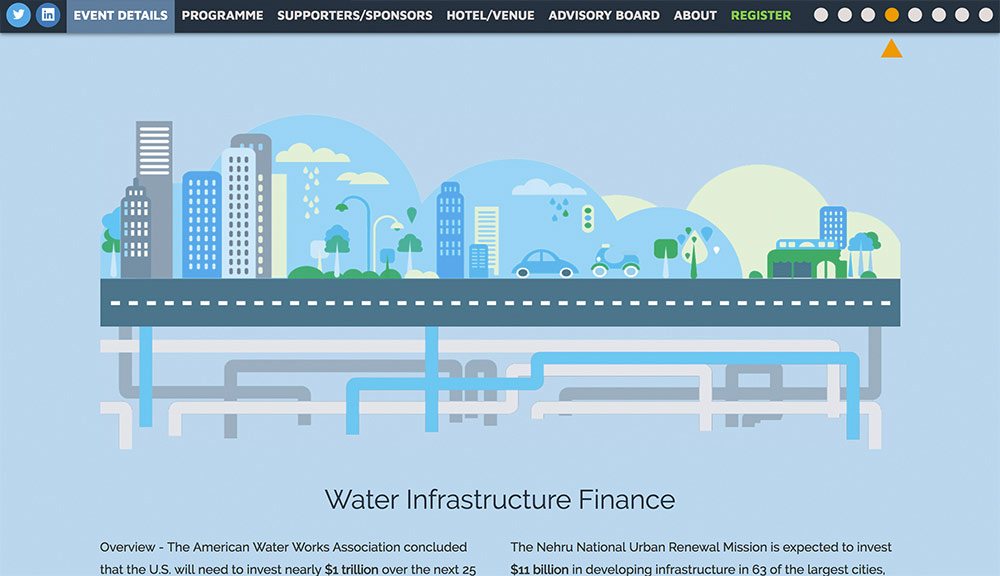 EVENT DETAILS PROGRAMME SUPPORTERS/SPONSORS HOTEL/VENUE ADVISORY BOARD ABOUT REGISTER
Water Infrastructure Finance
Overview - The American Water Works Association concluded
that the U.S. will need to invest nearly $1 trillion over the next 25
The Nehru National Urban Renewal Mission is expected to invest
$11 billion in developing infrastructure in 63 of the largest cities,